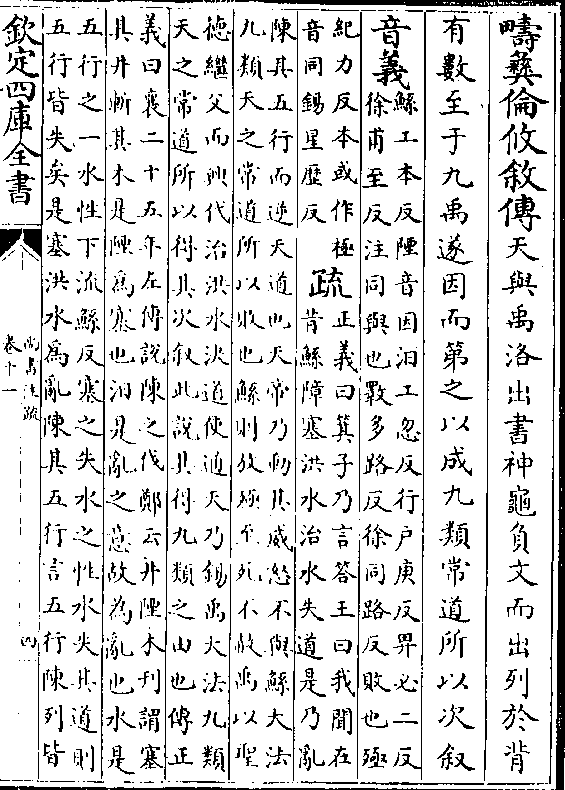 疇彝倫攸敘傳天與禹洛出書神龜負文而出列於背
有數至于九禹遂因而第之以成九類常道所以次叙
音義鯀工本反陻音因汨工忽反行户庚反畀必二反
徐甫至反注同與也斁多路反徐同路反敗也殛
紀力反本或作極
音同錫星歴反
疏正義曰箕子乃言答王曰我聞在
昔鯀障塞洪水治水失道是乃亂
陳其五行而逆天道也天帝乃動其威怒不與鯀大法
九類天之常道所以敗也鯀則放殛至死不赦禹以聖
徳繼父而興代治洪水決道使通天乃錫禹大法九類
天之常道所以得其次叙此說其得九類之由也傳正
義曰襄二十五年左傳說陳之伐鄭云井陻木刋謂塞
其井斬其木是陻為塞也汨是亂之意故為亂也水是
五行之一水性下流鯀反塞之失水之性水失其道則
五行皆失矣是塞洪水為亂陳其五行言五行陳列皆
欽定四庫全書
尚書注疏
卷十一
四